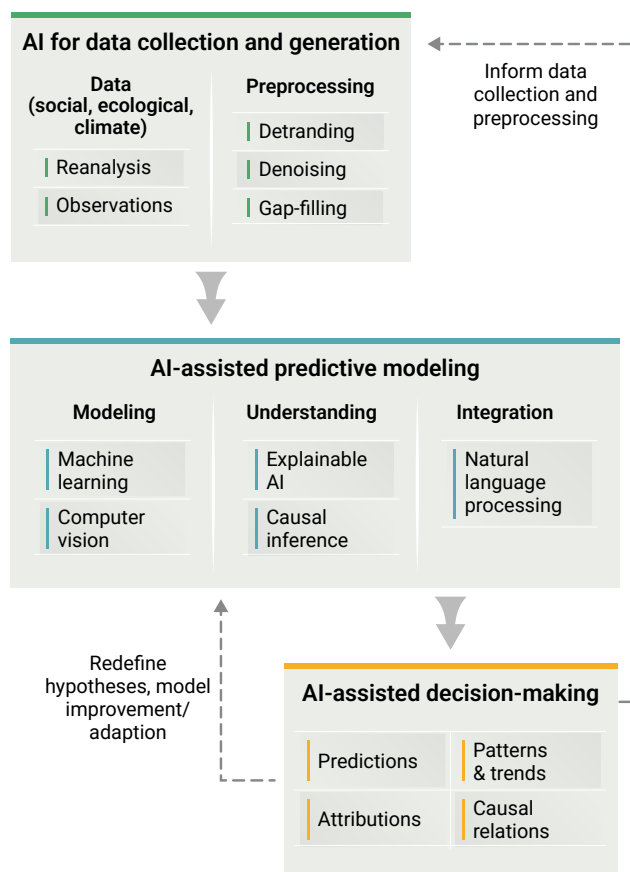 AI for data collection and generation
Data
(social, ecological,
climate)
Reanalysis
Observations
Preprocessing
Detranding
Denoising
Gap-filling
Inform data
collection and
preprocessing
AI-assisted predictive modeling
Modeling
Machine
learning
Computer
vision
Understanding
Explainable
AI
Causal
inference
Integration
Natural
language
processing
Redefine
hypotheses, model
improvement/
adaption
AI-assisted decision-making
Predictions
Patterns
& trends
Attributions
Causal
relations